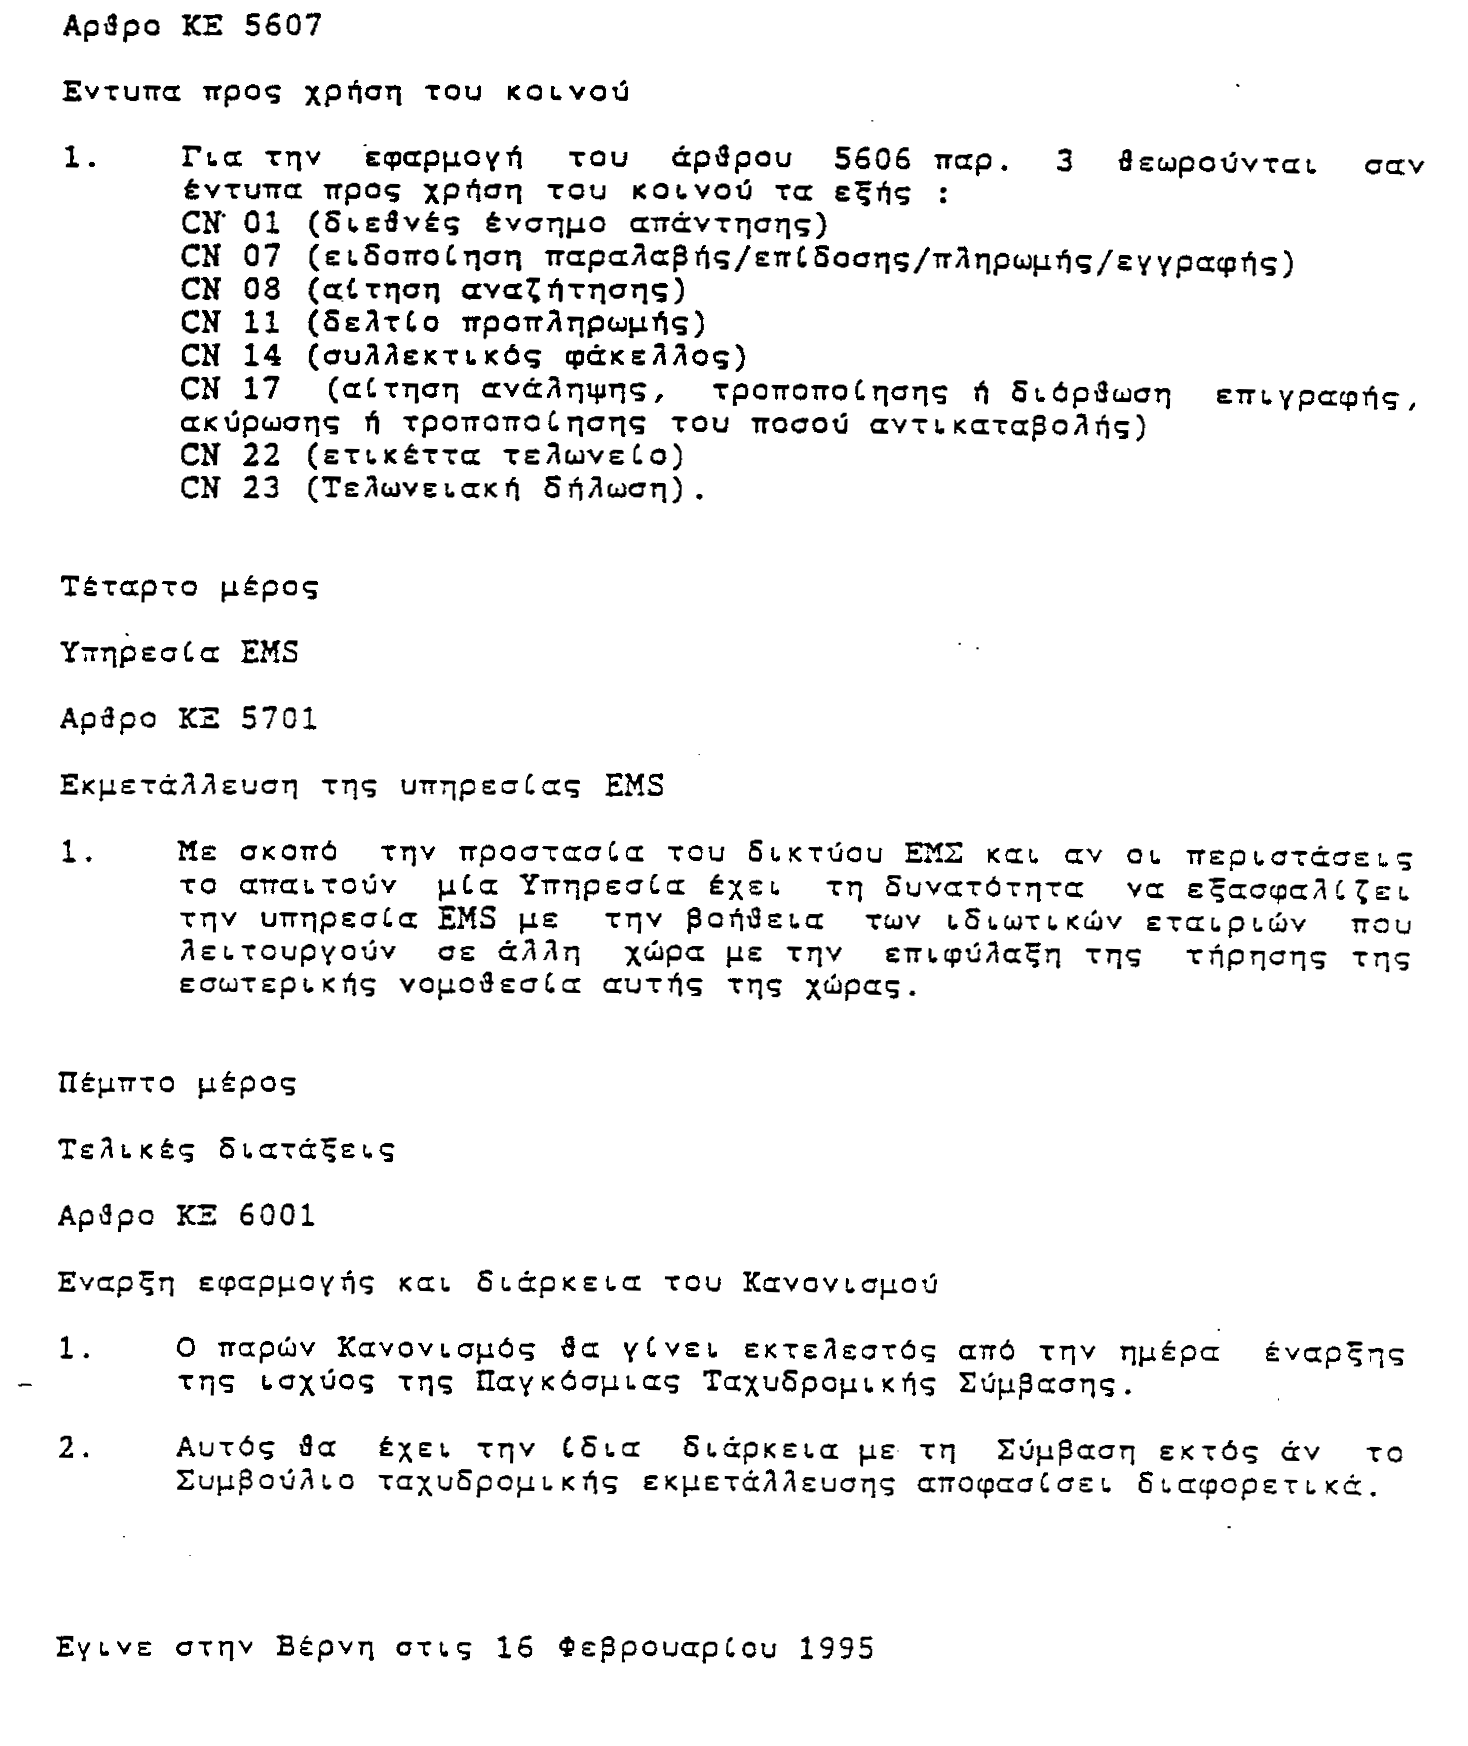 Αρθρο ΚΞ 5607
Εντυπα προς χρήση του κοινού
1. Για την εφαρμογή του άρθρου 5606 παρ. 3 θεωρούνται σαν
έντυπα προς χρήση του κοινού τα εξής :
CN 01 (διεθνές ένσημο απάντησης)
CN 07 (ειδοποίηση παραλαβής/επίδοσης/πληρωμής/εγγραφής)
CN 08 (αίτηση αναζήτησης)
CN 11 (δελτίο προπληρωμής)
CN 14 (συλλεκτικός φάκελλος)
CN 17 (αίτηση ανάληψης, τροποποίησης ή διόρθωση επιγραφής,
ακύρωσης ή τροποποίησης του ποσού αντικαταβολής)
CN 22 (ετικέττα τελωνείο)
CN 23 (Τελωνειακή δήλωση).
Τέταρτο μέρος
Υπηρεσία EMS
Αρθρο ΚΞ 5701
Εκμετάλλευση της υπηρεσίας EMS
1. Με σκοπό την προστασία του δικτύου ΕΜΣ και αν οι περιστάσεις
το απαιτούν μία Υπηρεσία έχει τη δυνατότητα να εξασφαλίζει
την υπηρεσία EMS με την βοήθεια των ιδιωτικών εταιριών που
λειτουργούν σε άλλη χώρα με την επιφύλαξη της τήρησης της
εσωτερικής νομοθεσία αυτής της χώρας.
Πέμπτο μέρος
Τελικές διατάξεις
Αρθρο ΚΞ 6001
Εναρξη εφαρμογής και διάρκεια του Κανονισμού
1. Ο παρών Κανονισμός θα γίνει εκτελεστός από την ημέρα έναρξης
της ισχύος της Παγκόσμιας Ταχυδρομικής Σύμβασης.
2. Αυτός θα έχει την ίδια διάρκεια με τη Σύμβαση εκτός άν το
Συμβούλιο ταχυδρομικής εκμετάλλευσης αποφασίσει διαφορετικά.
Εγινε στην Βέρνη στις 16 Φεβρουαρίου 1995